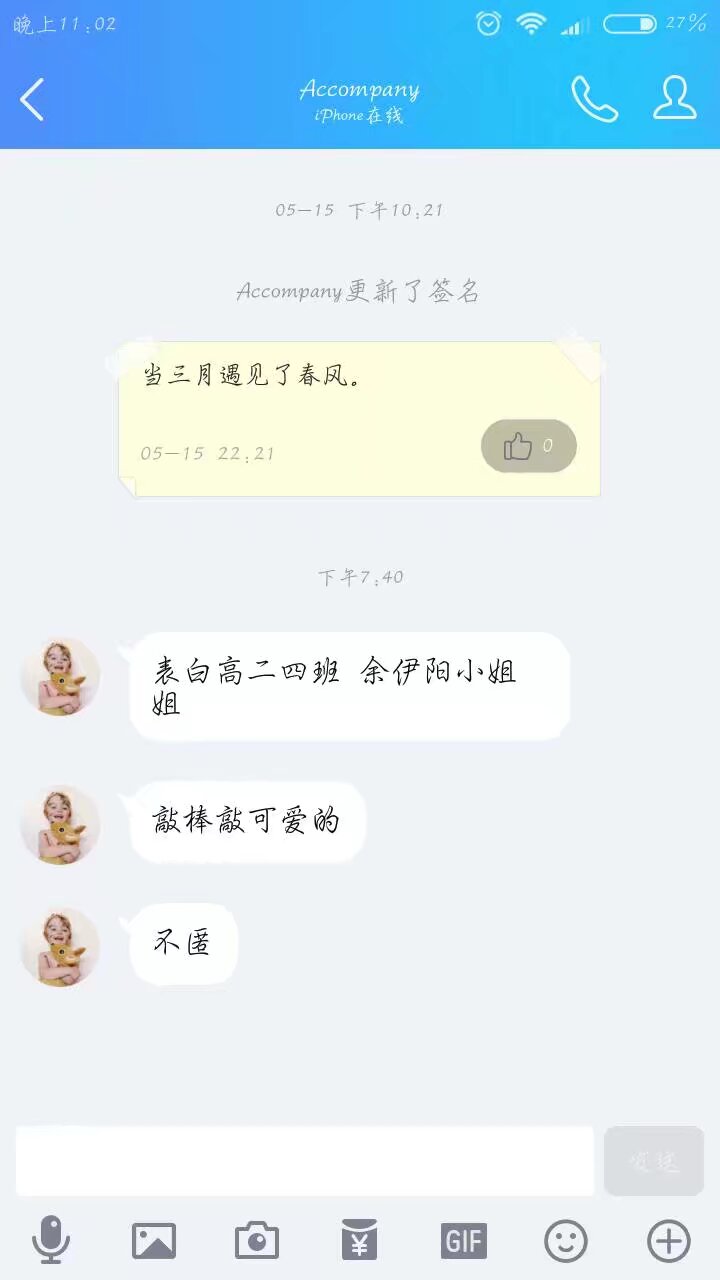 晚上11:02
27%
Accompany
iPhone在线
05-15 下午10:21
Accompany更新了签名
当三月遇见了春风。
05-15 22:21
0
下午7:40
表白高二四班 余伊阳小姐
姐
敲棒敲可爱的
不匿
发送
GIF